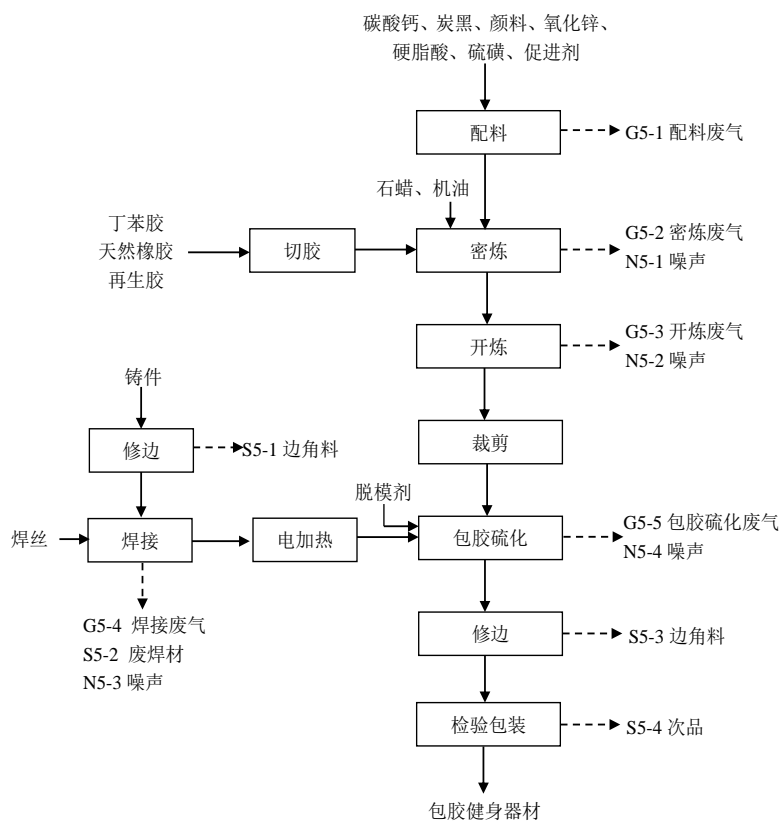 碳酸钙、炭黑、颜料、氧化锌、
硬脂酸、硫磺、促进剂
配料
G5-1 配料废气
石蜡、机油
丁苯胶
天然橡胶
再生胶
切胶
密炼
G5-2 密炼废气
N5-1 噪声
开炼
G5-3 开炼废气
N5-2 噪声
铸件
修边
S5-1 边角料
裁剪
脱模剂
焊丝
焊接
电加热
包胶硫化
G5-5 包胶硫化废气
N5-4 噪声
G5-4 焊接废气
S5-2 废焊材
N5-3 噪声
修边
S5-3 边角料
检验包装
S5-4 次品
包胶健身器材